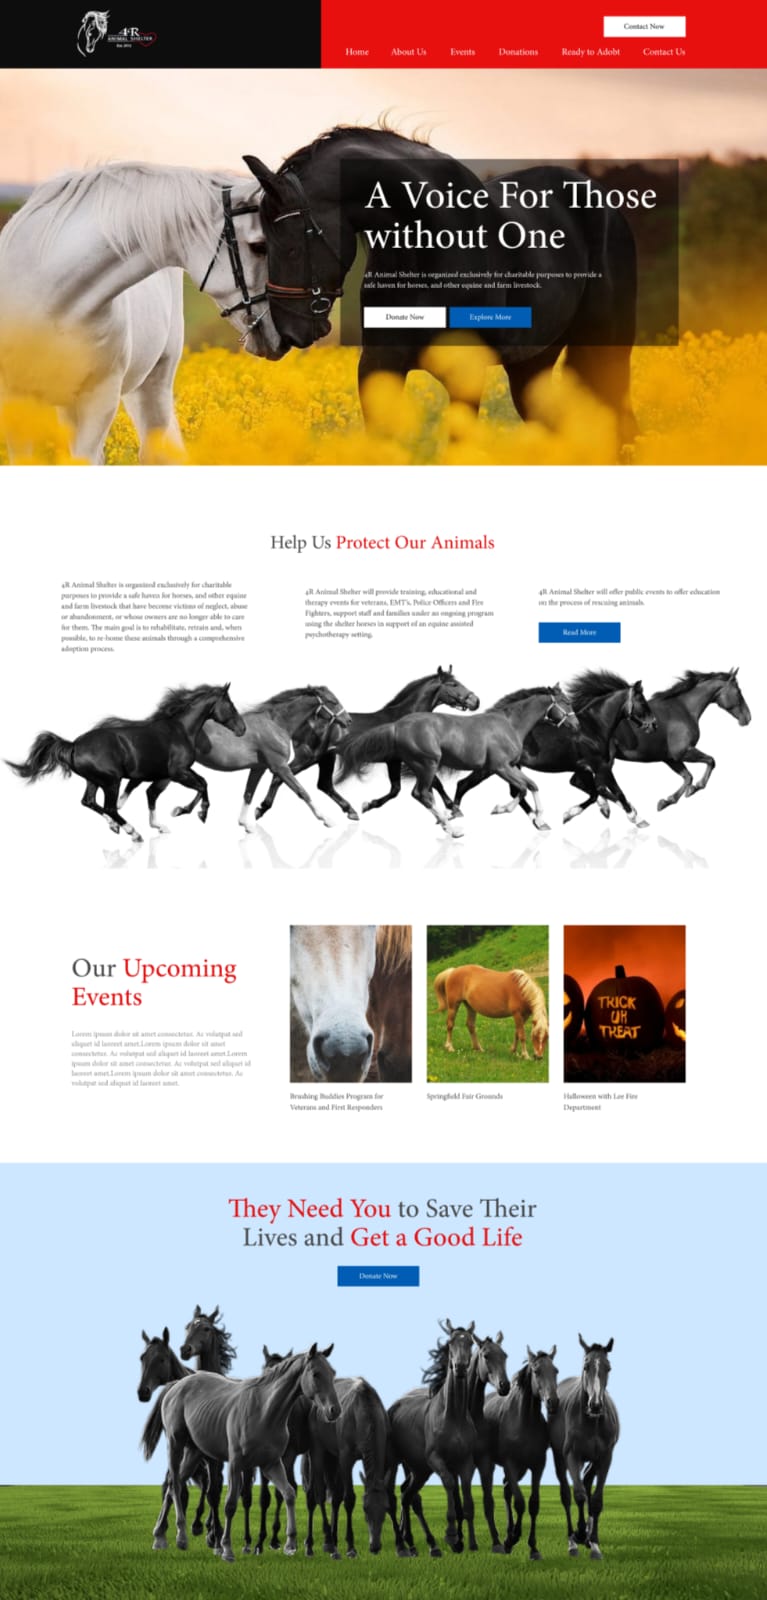 4R
ANIMAL SHELTER
Est. 2012
Contact Now
Home About Us Events Donations Ready to Adobt Contact Us
A Voice For Those
without One
4R Animal Shelter is organized exclusively for charitable purposes to provide a
safe haven for horses, and other equine and farm livestock.
Donate Now Explore More
Help Us Protect Our Animals
4R Animal Shelter is organized exclusively for charitable
purposes to provide a safe haven for horses, and other equine
and farm livestock that have become victims of neglect, abuse
or abandonment, or whose owners are no longer able to care
for them. The main goal is to rehabilitate, retrain and, when
possible, to re-home these animals through a comprehensive
adoption process.
4R Animal Shelter will provide training, educational and
therapy events for veterans, EMT's, Police Officers and Fire
Fighters, support staff and families under an ongoing program
using the shelter horses in support of an equine assisted
psychotherapy setting.
4R Animal Shelter will offer public events to offer education
on the process of rescuing animals.
Read More
Our Upcoming
Events
Lorem ipsum dolor sit amet consectetur. Ac volutpat sed
aliquet id laoreet amet.Lorem ipsum dolor sit amet
consectetur. Ac volutpat sed aliquet id laoreet amet.Lorem
ipsum dolor sit amet consectetur. Ac volutpat sed aliquet id
laoreet amet.Lorem ipsum dolor sit amet consectetur. Ac
volutpat sed aliquet id laoreet amet.
TRICK
OR
TREAT
Brushing Buddies Program for
Veterans and First Responders
Springfield Fair Grounds
Halloween with Lee Fire
Department
They Need You to Save Their
Lives and Get a Good Life
Donate Now